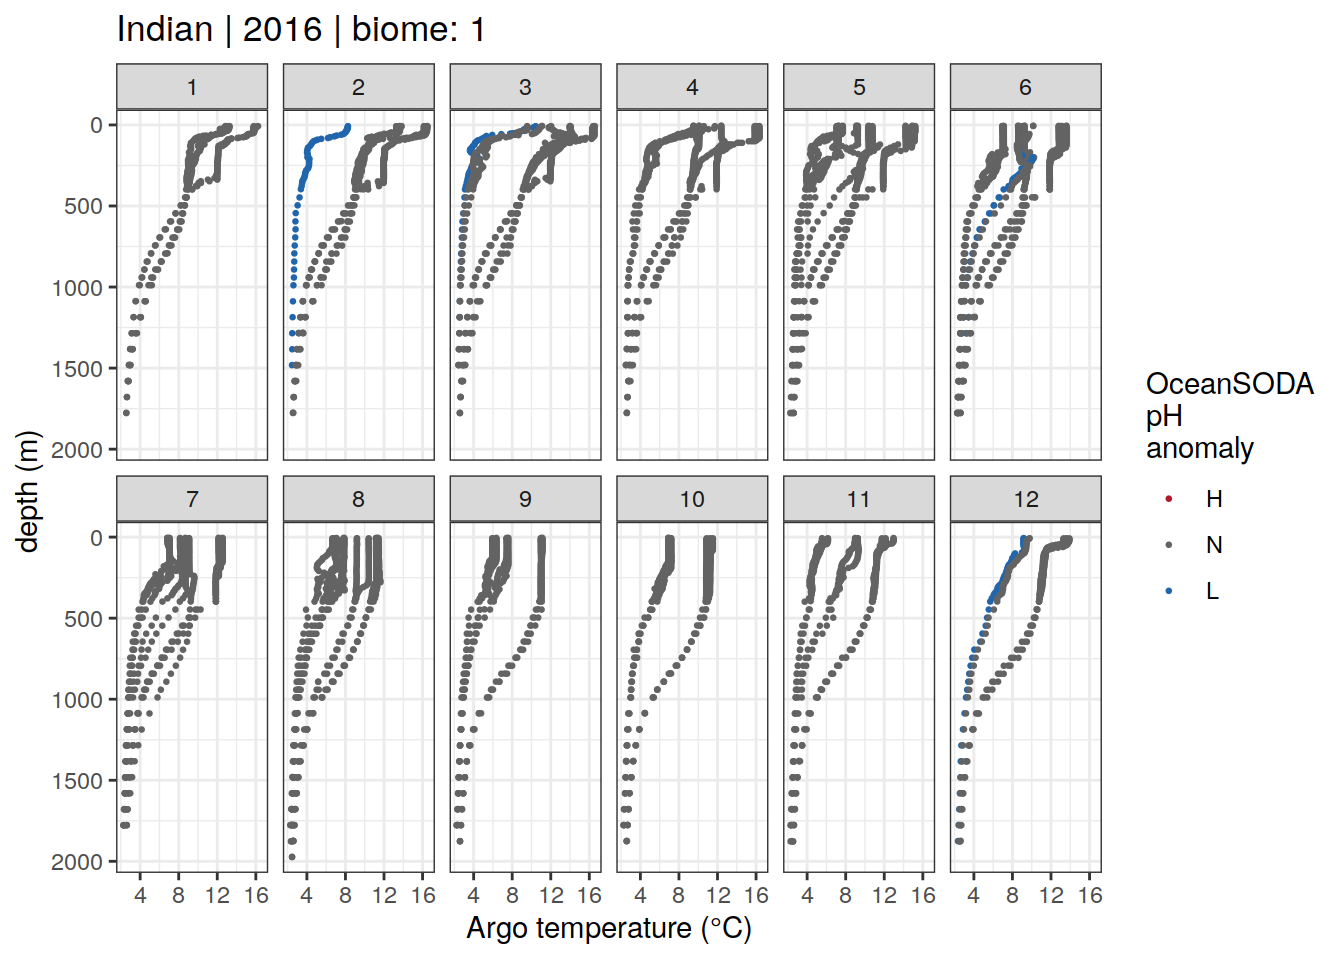 Indian | 2016 | biome: 1
1 2 3 4 5 6
0
500
1000
1500
2000
7 8 9 10 11 12
0
500
1000
1500
2000
4 8 12 16 4 8 12 16 4 8 12 16 4 8 12 16 4 8 12 16 4 8 12 16
Argo temperature (°C)
depth (m)
OceanSODA
pH
anomaly
H
N
L